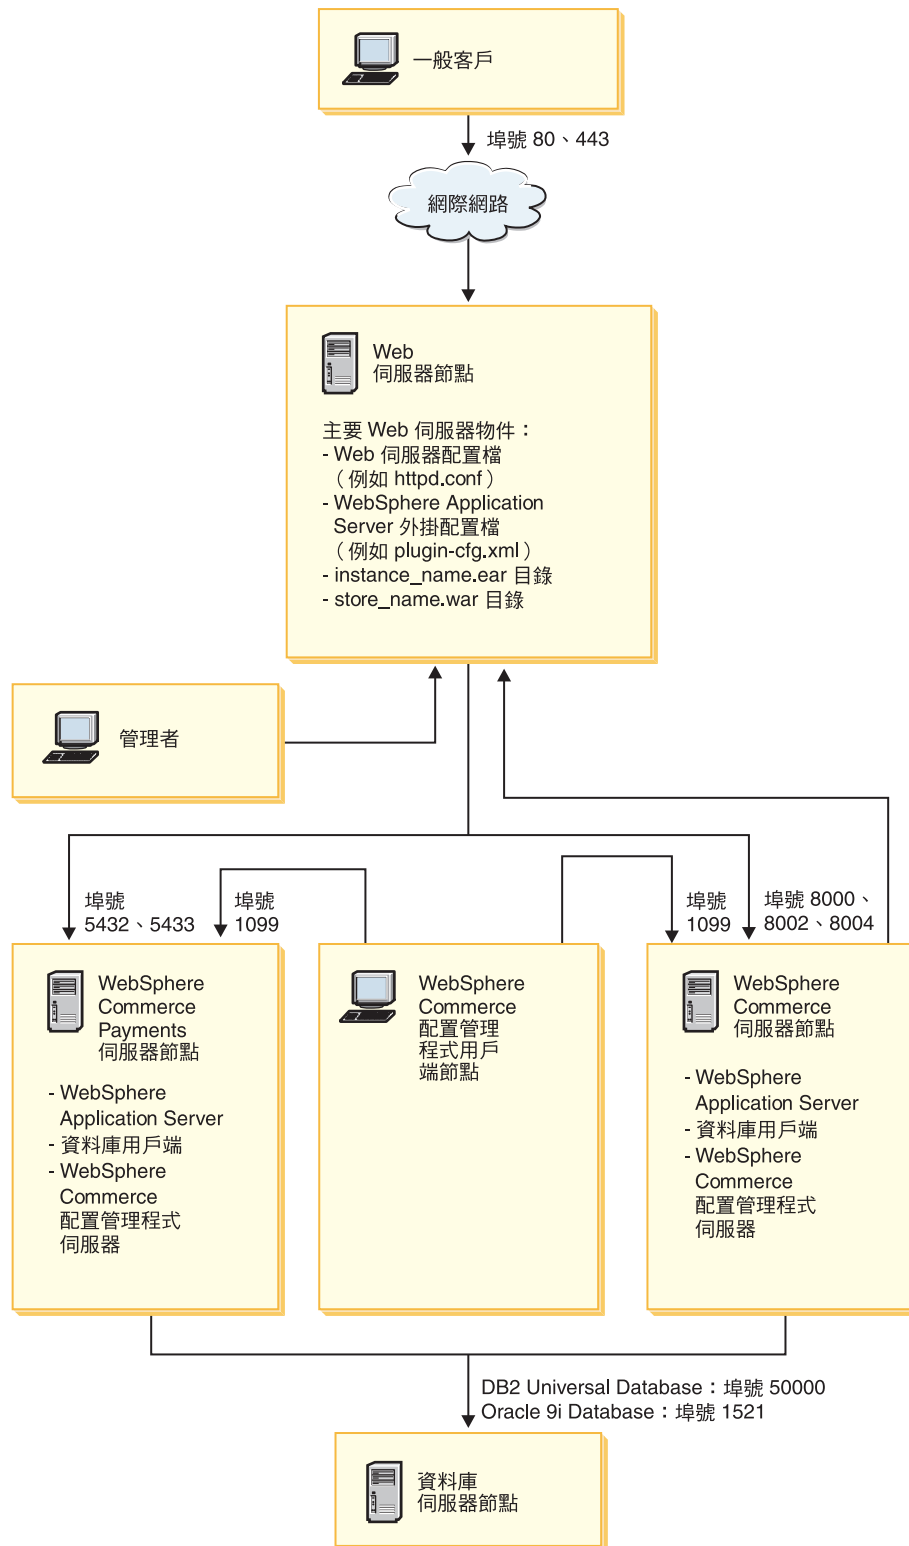 一般客戶
埠號 80、443
網際網路
Web
伺服器節點
主要 Web 伺服器物件：
- Web 伺服器配置檔
（例如 httpd.conf）
- WebSphere Application
Server 外掛配置檔
（例如 plugin-cfg.xml）
- instance_name.ear 目錄
- store_name.war 目錄
管理者
埠號
5432、5433
埠號
1099
埠號
1099
埠號 8000、
8002、8004
WebSphere
Commerce
Payments
伺服器節點
- WebSphere
Application Server
- 資料庫用戶端
- WebSphere
Commerce
配置管理程式
伺服器
WebSphere
Commerce
配置管理
程式用戶
端節點
WebSphere
Commerce
伺服器節點
- WebSphere
Application Server
- 資料庫用戶端
- WebSphere
Commerce
配置管理程式
伺服器
DB2 Universal Database：埠號 50000
Oracle 9i Database：埠號 1521
資料庫
伺服器節點